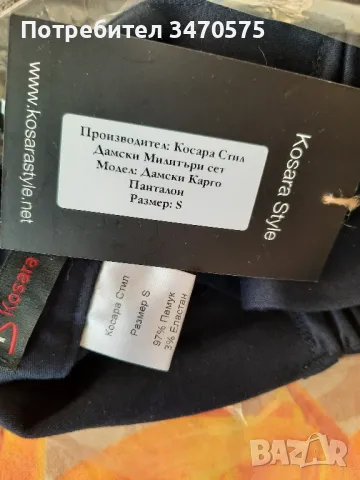 Потребител 3470575
www.kosarastyle.net
Kosara Style
Производител: Косара Стил
Дамски Милитъри сет
Модел: Дамски Карго
Панталон
Размер: S
Kosara
Косара Стил
Размер S
97% Памук
3% Еластан
BAZAR